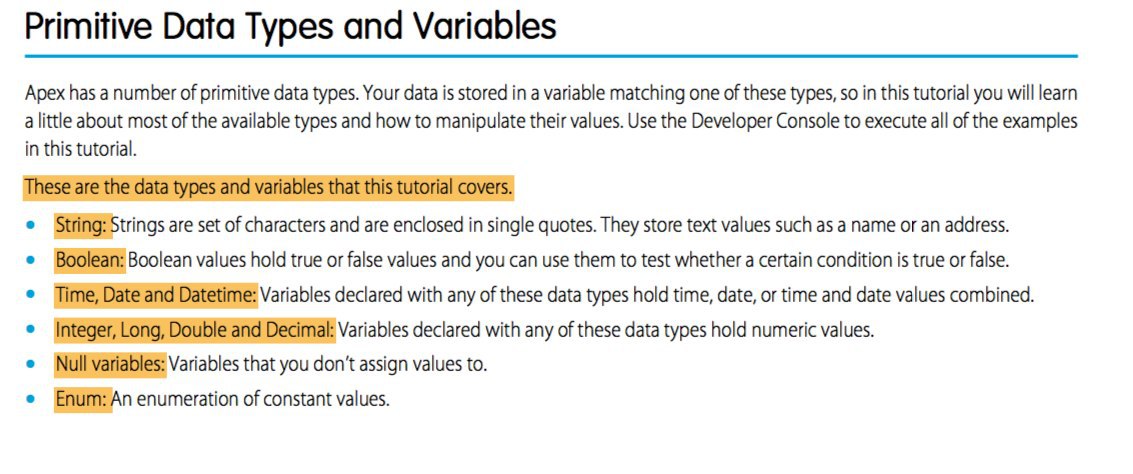 Primitive Data Types and Variables
Apex has a number of primitive data types. Your data is stored in a variable matching one of these types, so in this tutorial you will learn
a little about most of the available types and how to manipulate their values. Use the Developer Console to execute all of the examples
in this tutorial.
These are the data types and variables that this tutorial covers.
• String: Strings are set of characters and are enclosed in single quotes. They store text values such as a name or an address.
• Boolean: Boolean values hold true or false values and you can use them to test whether a certain condition is true or false.
• Time, Date and Datetime: Variables declared with any of these data types hold time, date, or time and date values combined.
• Integer, Long, Double and Decimal: Variables declared with any of these data types hold numeric values.
• Null variables: Variables that you don’t assign values to.
• Enum: An enumeration of constant values.